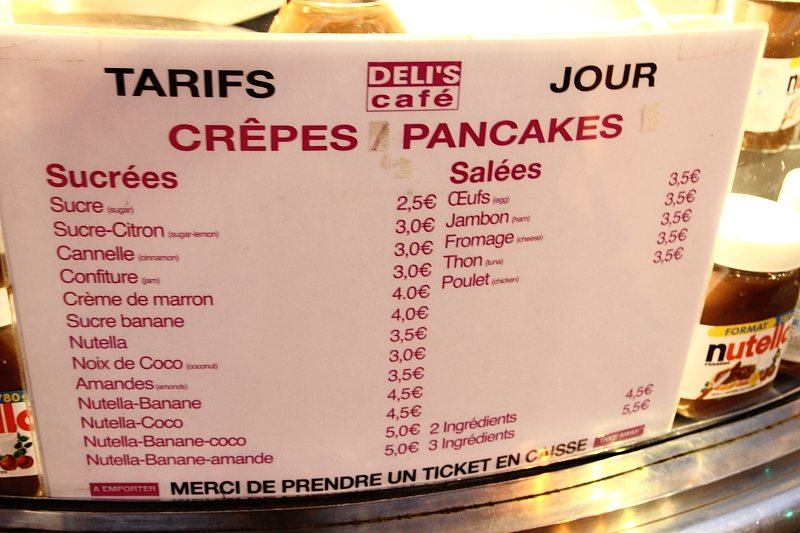 TARIFS DELI'S café JOUR
CRÊPES / PANCAKES
Sucrées
Sucre (sugar) 2,5€
Sucre-Citron (sugar-lemon) 3,0€
Cannelle (cinnamon) 3,0€
Confiture (jam) 3,0€
Crème de marron 4.0€
Sucre banane 4,0€
Nutella 3,5€
Noix de Coco (coconut) 3,0€
Amandes (amonds) 3,5€
Nutella-Banane 4,5€
Nutella-Coco 4,5€
Nutella-Banane-coco 5,0€
Nutella-Banane-amande 5,0€
Salées
Œufs (egg) 3,5€
Jambon (ham) 3,5€
Fromage (cheese) 3,5€
Thon (tuna) 3,5€
Poulet (chicken) 3,5€
2 Ingrédients 4,5€
3 Ingrédients 5,5€
A EMPORTER MERCI DE PRENDRE UN TICKET EN CAISSE TAKE AWAY
FORMAT
nutella